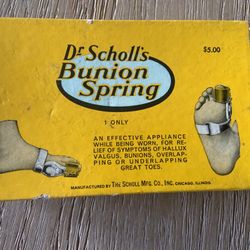 Dr Scholl's
$5.00
Bunion
Spring
1 ONLY
AN EFFECTIVE APPLIANCE
WHILE BEING WORN, FOR RE-
LIEF OF SYMPTOMS OF HALLUX
VALGUS, BUNIONS, OVERLAP-
PING OR UNDERLAPPING
GREAT TOES.
MANUFACTURED BY THE SCHOLL MFG. CO., INC. CHICAGO, ILLINOIS.